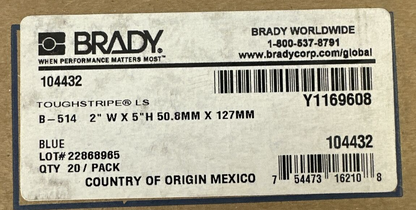 BRADY.
WHEN PERFORMANCE MATTERS MOST™
BRADY WORLDWIDE
1-800-537-8791
www.bradycorp.com/global
104432
TOUGHSTRIPE® LS
Y1169608
B-514 2" W X 5"H 50.8MM X 127MM
BLUE
LOT# 22868965
QTY 20 / PACK
104432
COUNTRY OF ORIGIN MEXICO
7 54473 16210 8